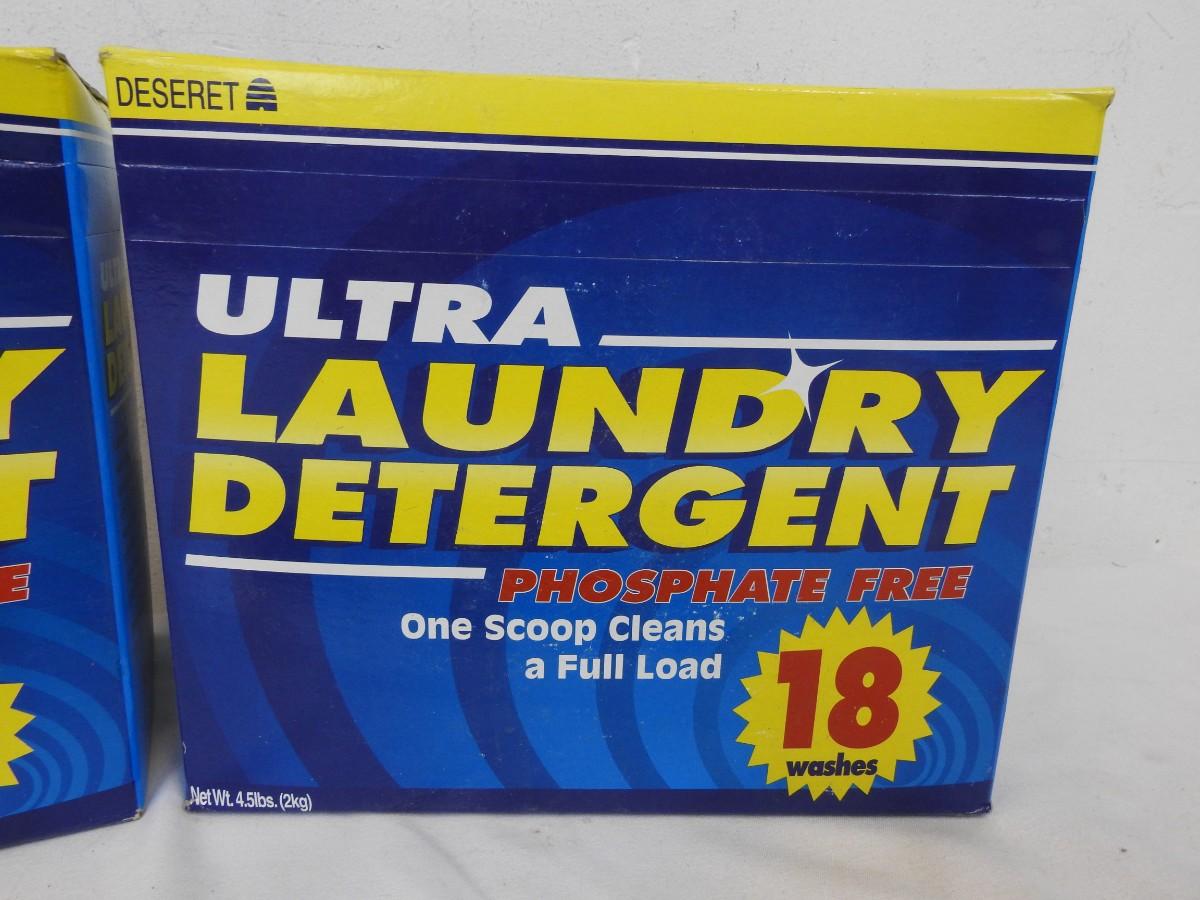 DESERET
ULTRA
LAUNDRY
DETERGENT
PHOSPHATE FREE
One Scoop Cleans
a Full Load
18
washes
Net Wt. 4.5lbs. (2kg)
Y
T
E